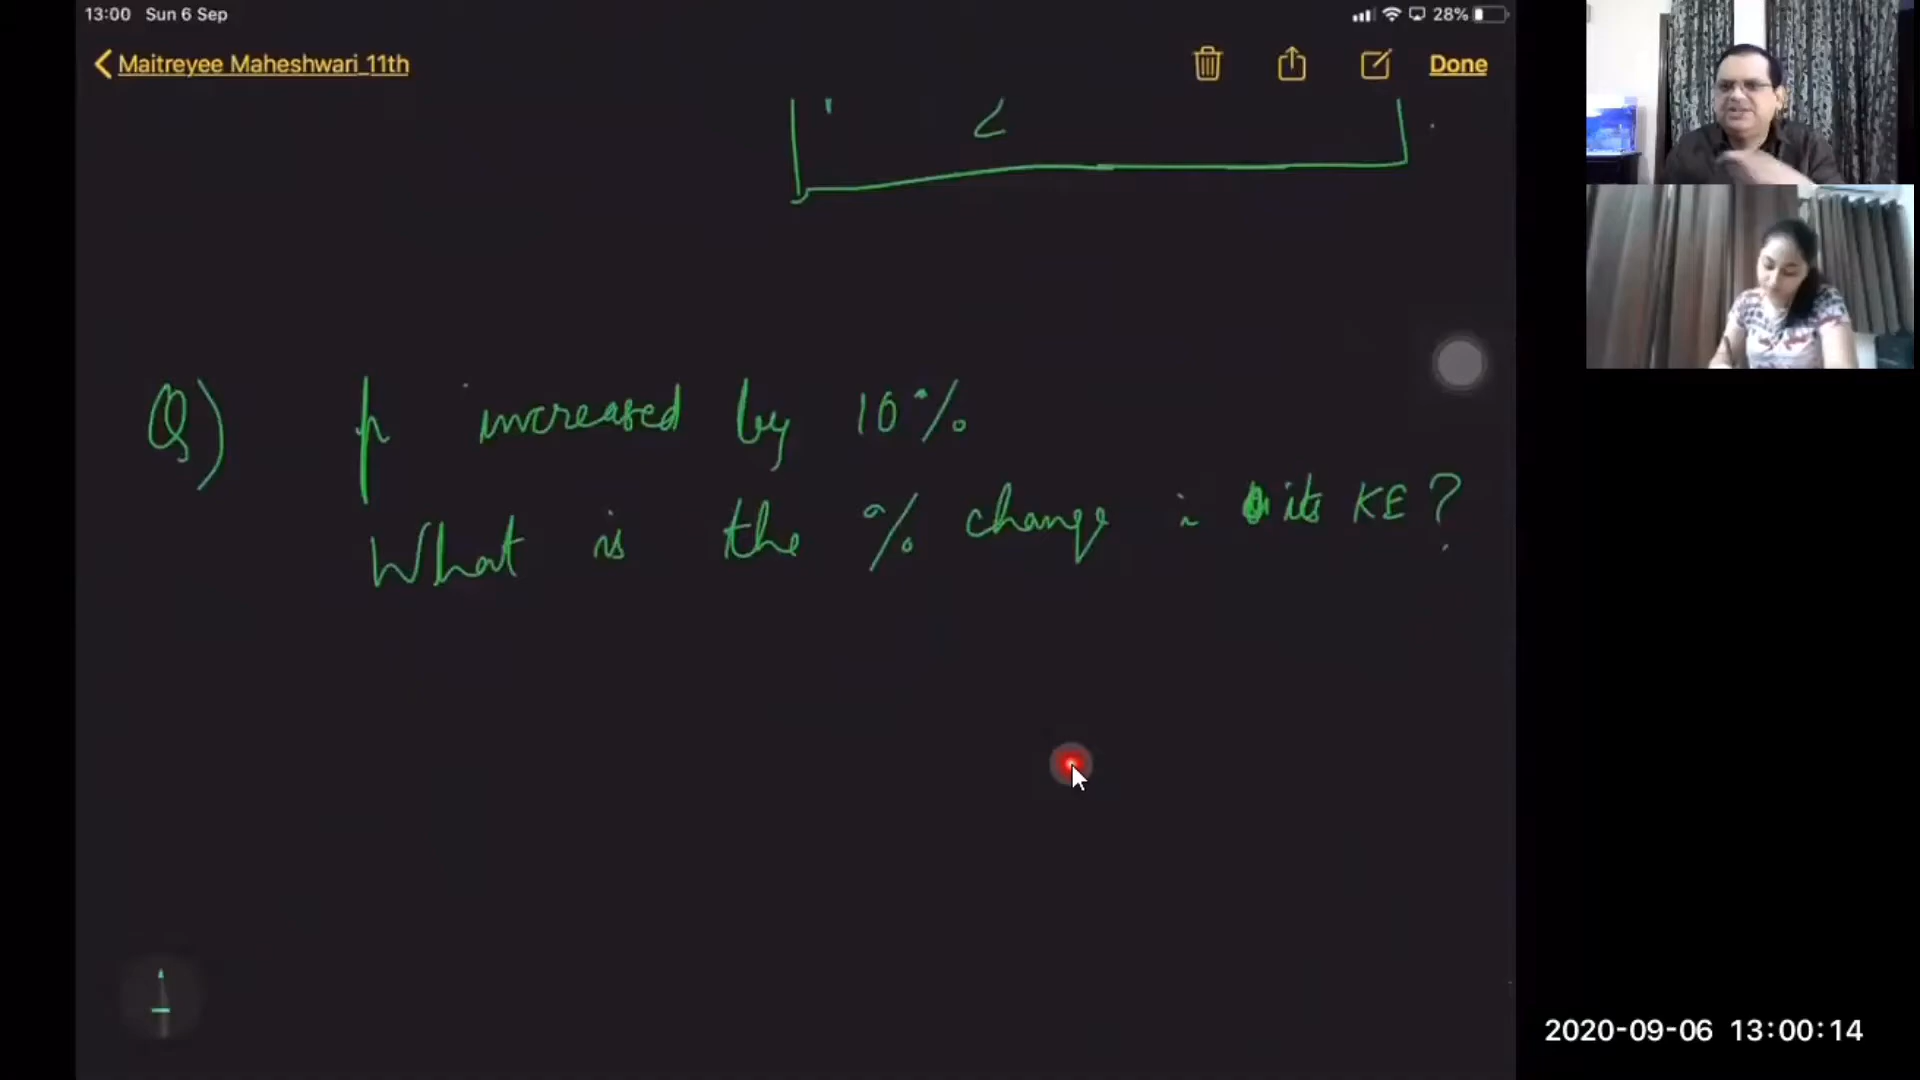 13:00 Sun 6 Sep
28%
Maitreyee Maheshwari_11th
Done
2
Q) p increased by 10%
What is the % change in its KE?
2020-09-06 13:00:14